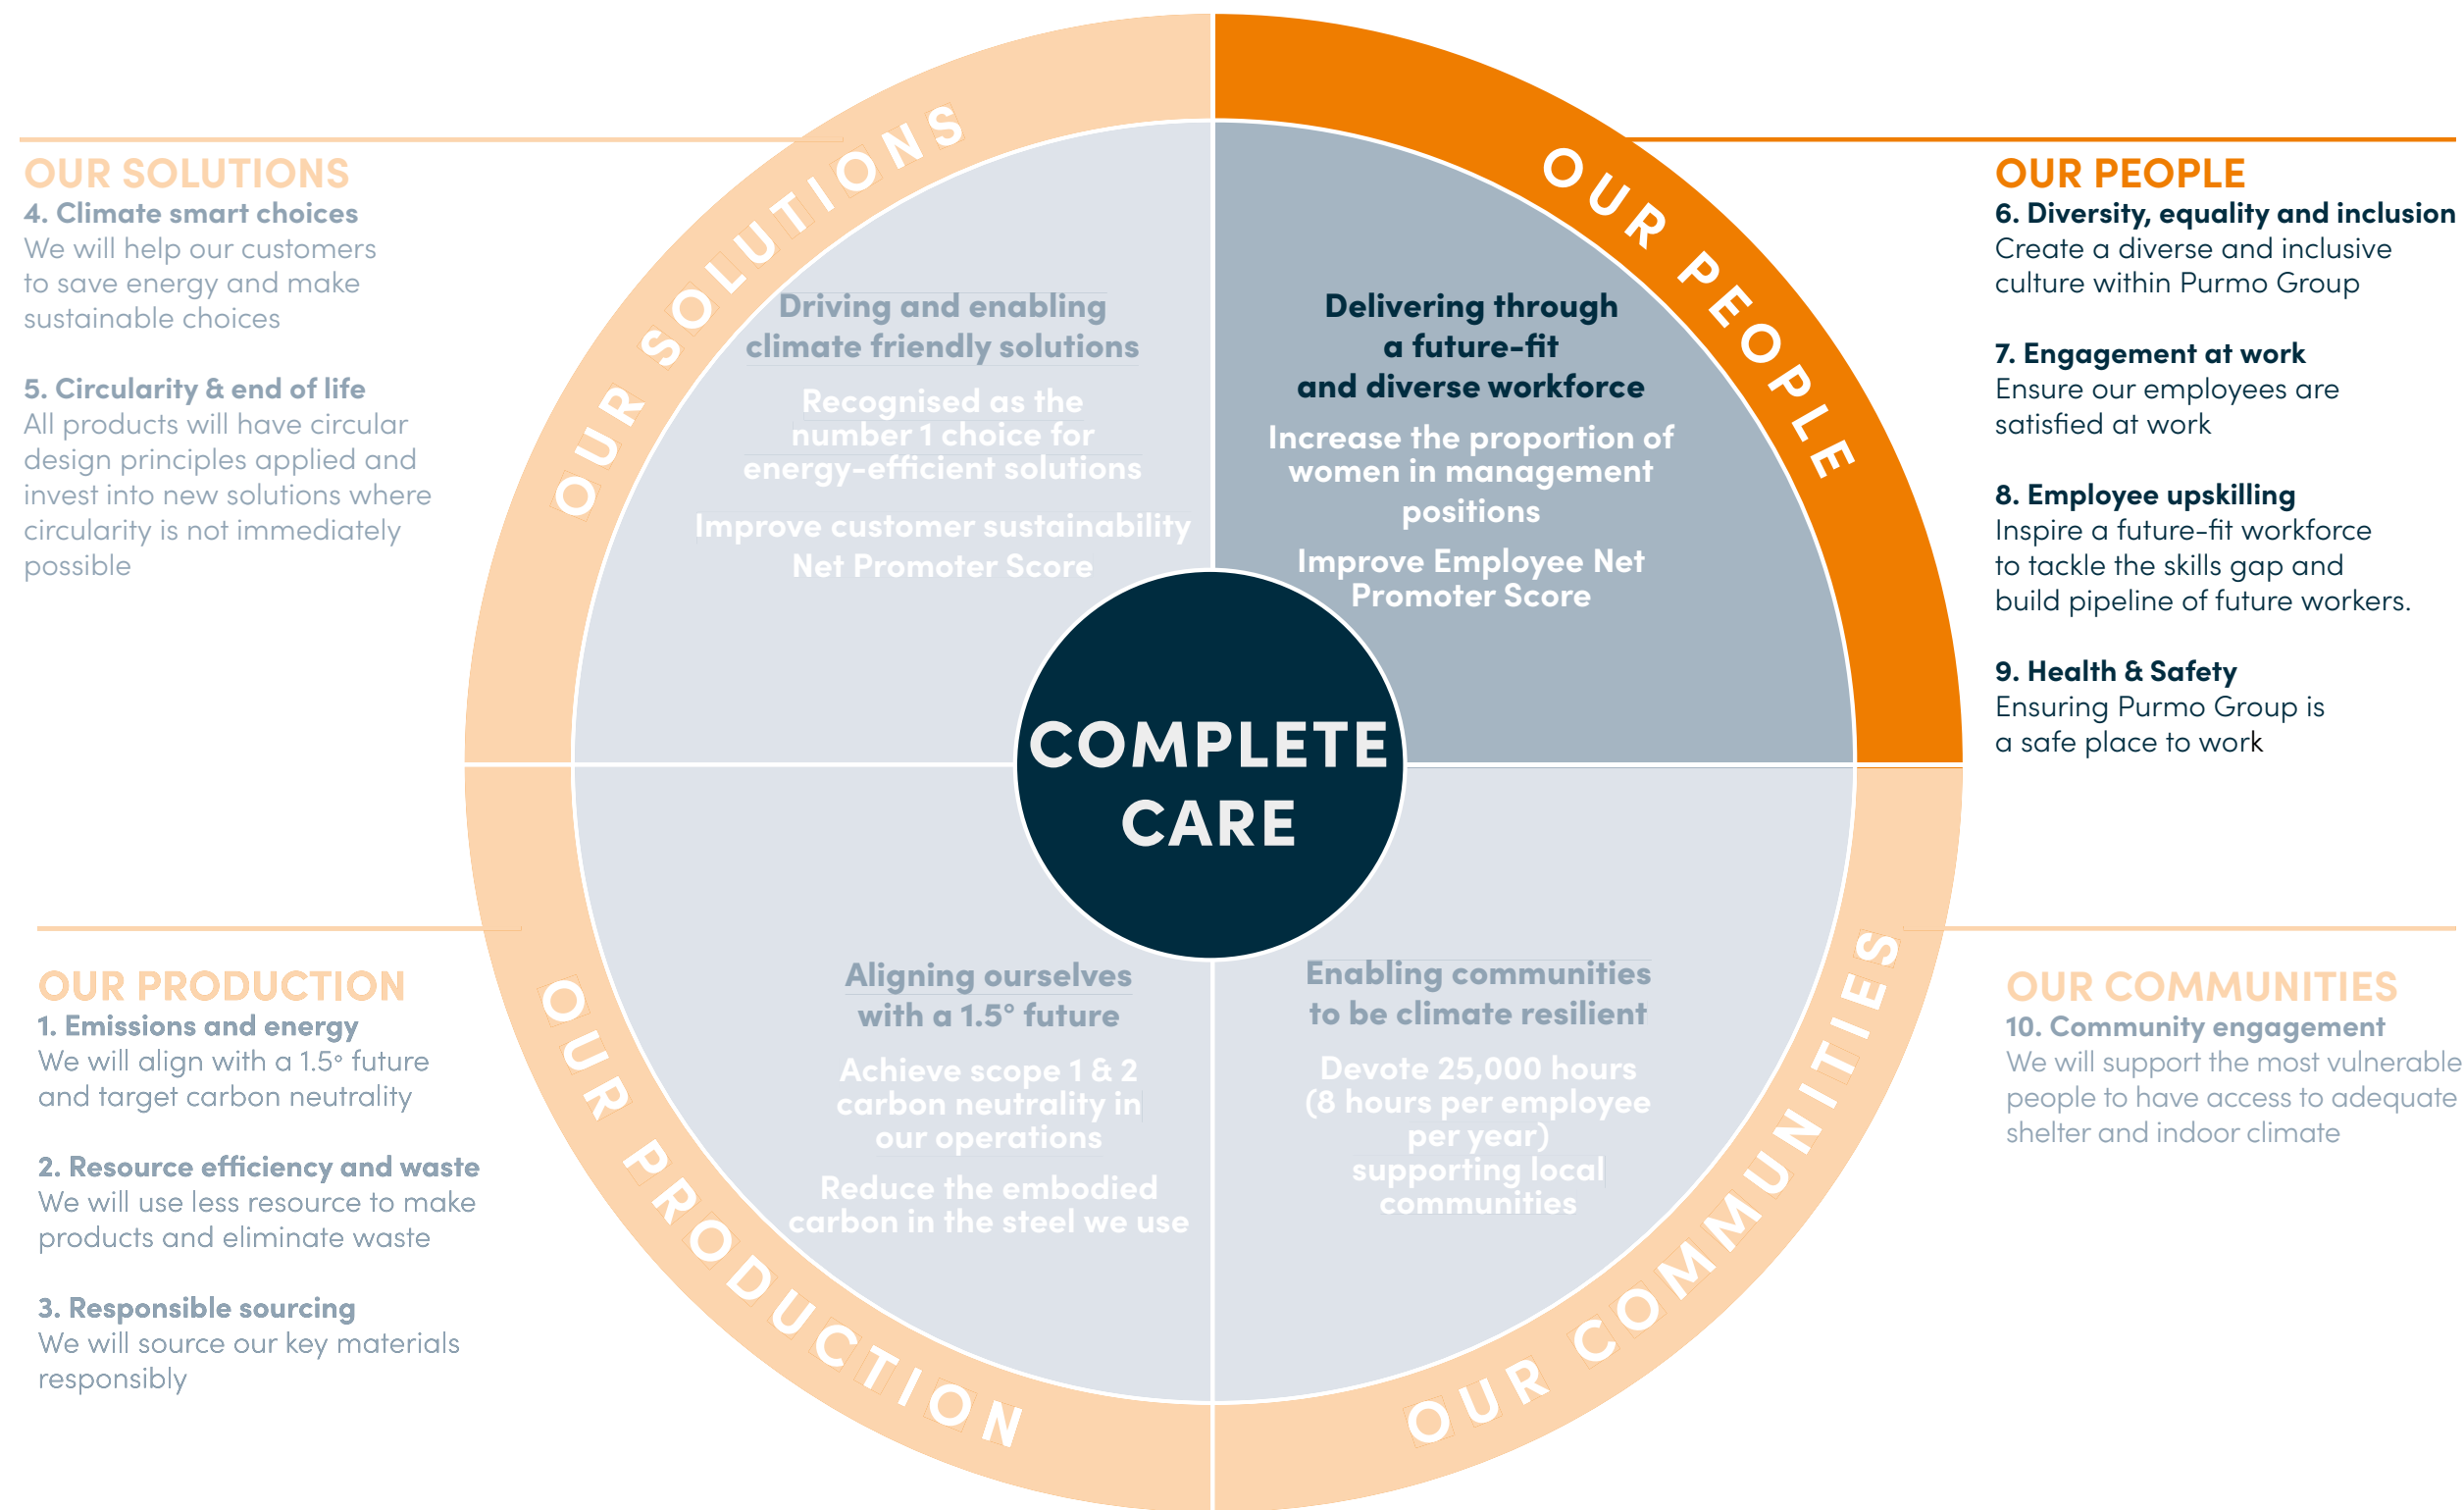 OUR SOLUTIONS
4. Climate smart choices
We will help our customers
to save energy and make
sustainable choices
5. Circularity & end of life
All products will have circular
design principles applied and
invest into new solutions where
circularity is not immediately
possible
OUR SOLUTIONS
Driving and enabling
climate friendly solutions
Recognised as the
number 1 choice for
energy-efficient solutions
Improve customer sustainability
Net Promoter Score
OUR PEOPLE
Delivering through
a future-fit
and diverse workforce
Increase the proportion of
women in management
positions
Improve Employee Net
Promoter Score
OUR PEOPLE
6. Diversity, equality and inclusion
Create a diverse and inclusive
culture within Purmo Group
7. Engagement at work
Ensure our employees are
satisfied at work
8. Employee upskilling
Inspire a future-fit workforce
to tackle the skills gap and
build pipeline of future workers.
9. Health & Safety
Ensuring Purmo Group is
a safe place to work
COMPLETE
CARE
OUR PRODUCTION
1. Emissions and energy
We will align with a 1.5° future
and target carbon neutrality
2. Resource efficiency and waste
We will use less resource to make
products and eliminate waste
3. Responsible sourcing
We will source our key materials
responsibly
OUR PRODUCTION
Aligning ourselves
with a 1.5° future
Achieve scope 1 & 2
carbon neutrality in
our operations
Reduce the embodied
carbon in the steel we use
Enabling communities
to be climate resilient
Devote 25,000 hours
(8 hours per employee
per year)
supporting local
communities
OUR COMMUNITIES
OUR COMMUNITIES
10. Community engagement
We will support the most vulnerable
people to have access to adequate
shelter and indoor climate